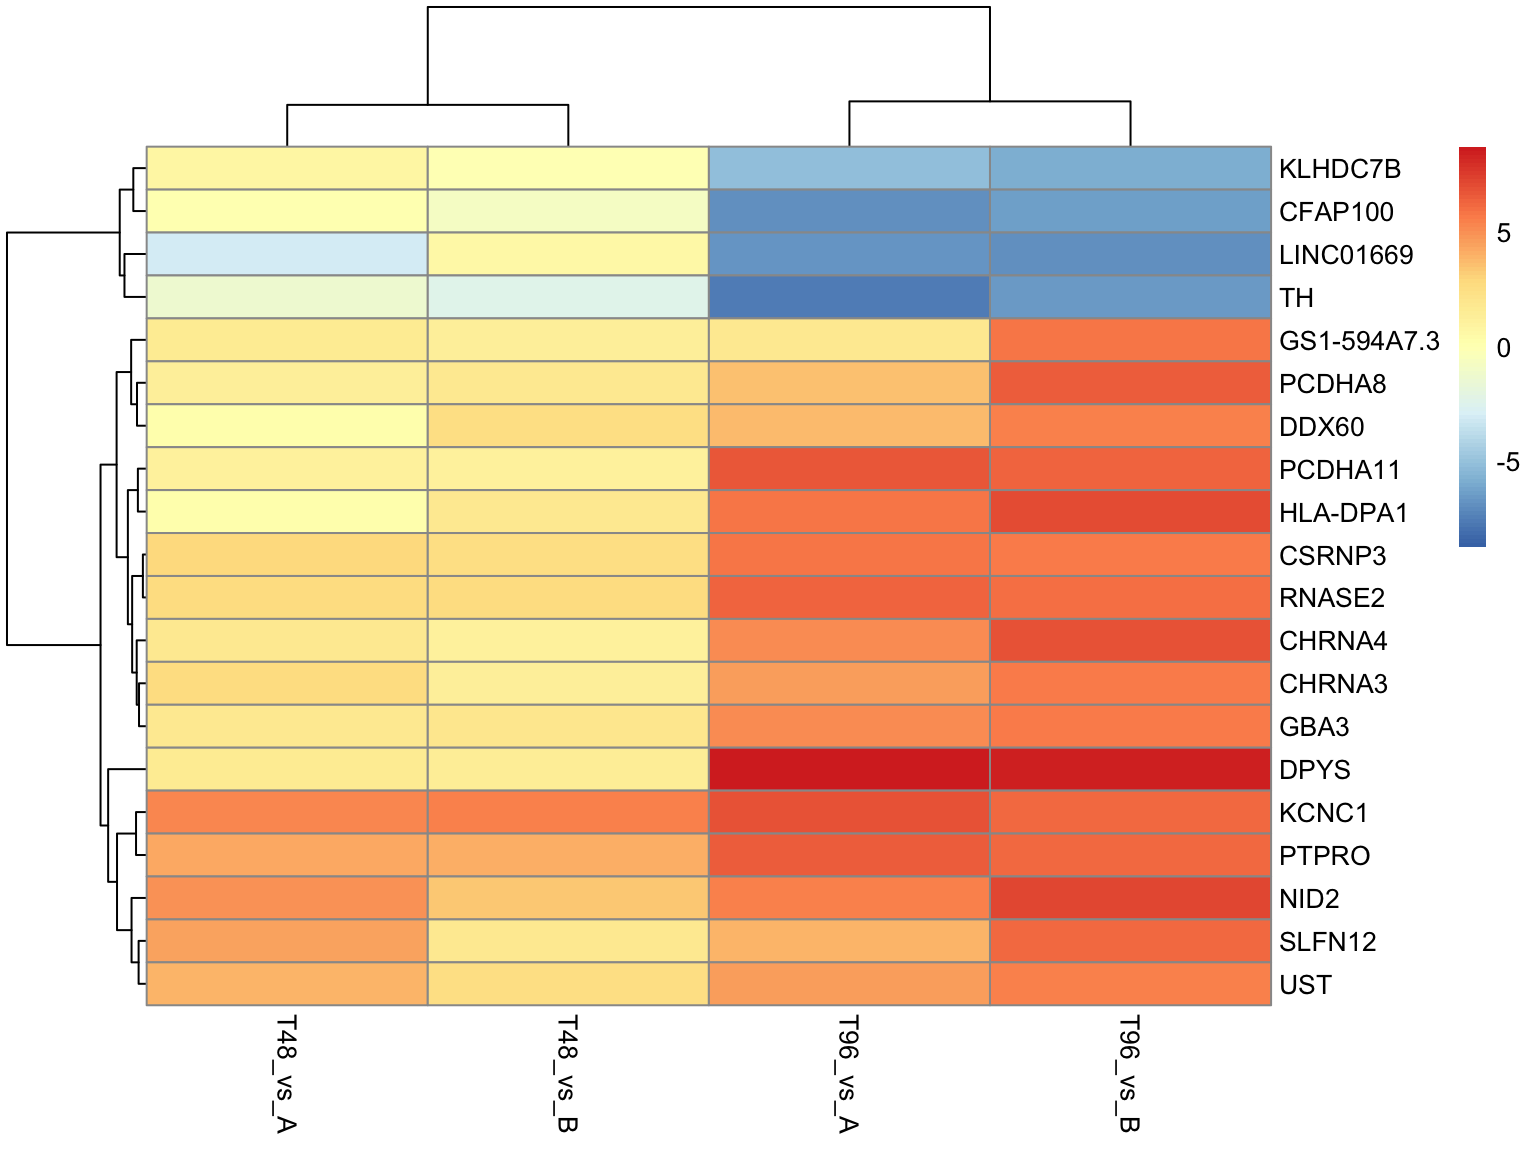 KLHDC7B
CFAP100
LINC01669
TH
GS1-594A7.3
PCDHA8
DDX60
PCDHA11
HLA-DPA1
CSRNP3
RNASE2
CHRNA4
CHRNA3
GBA3
DPYS
KCNC1
PTPRO
NID2
SLFN12
UST
5
0
-5
T48_vs_A
T48_vs_B
T96_vs_A
T96_vs_B